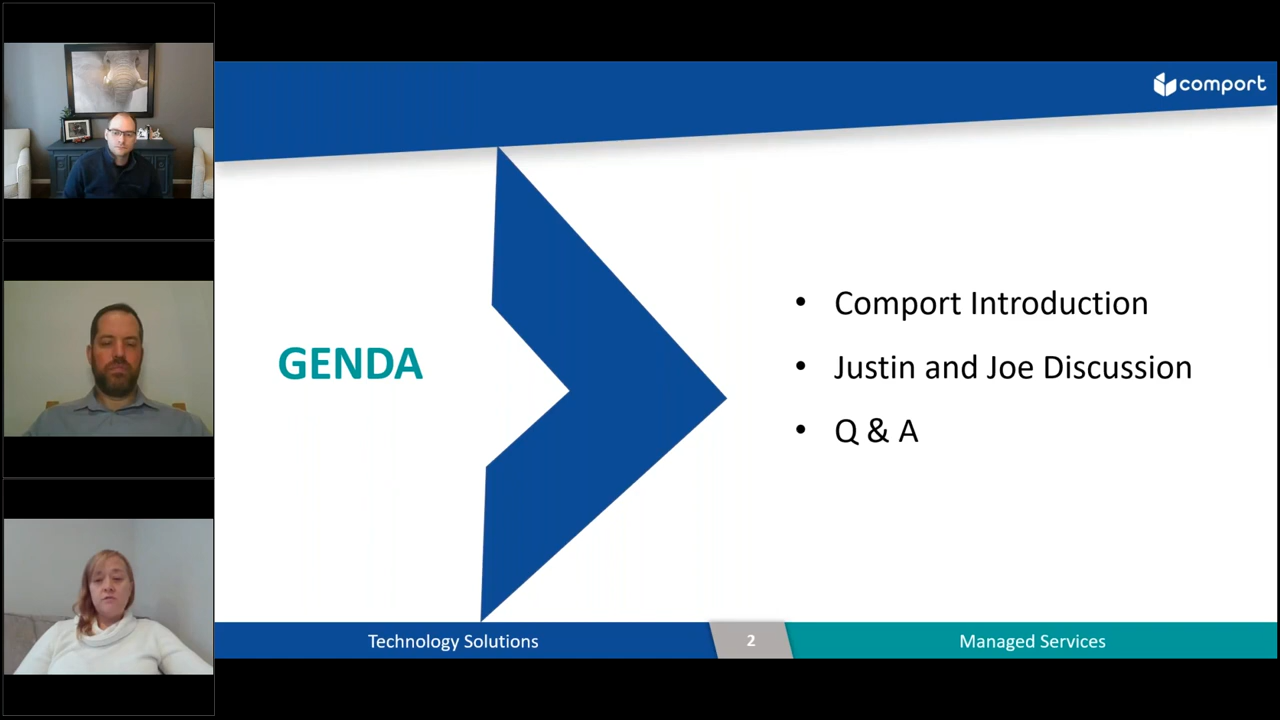 comport
GENDA
• Comport Introduction
• Justin and Joe Discussion
• Q & A
Technology Solutions
2
Managed Services